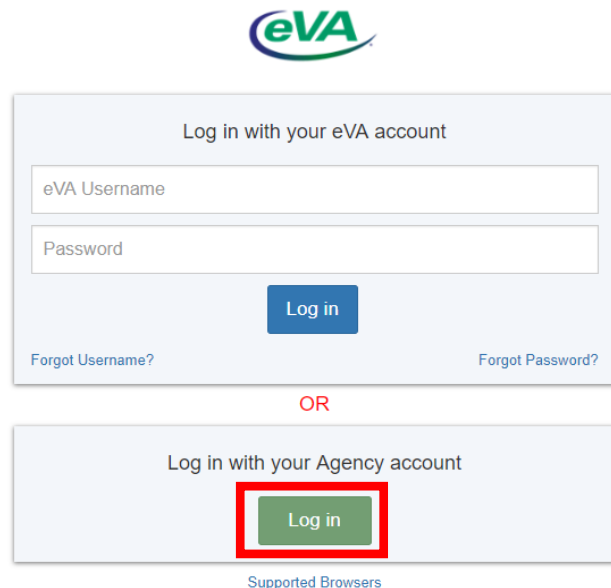 eVA
Log in with your eVA account
eVA Username
Password
Log in
Forgot Username? Forgot Password?
OR
Log in with your Agency account
Log in
Supported Browsers